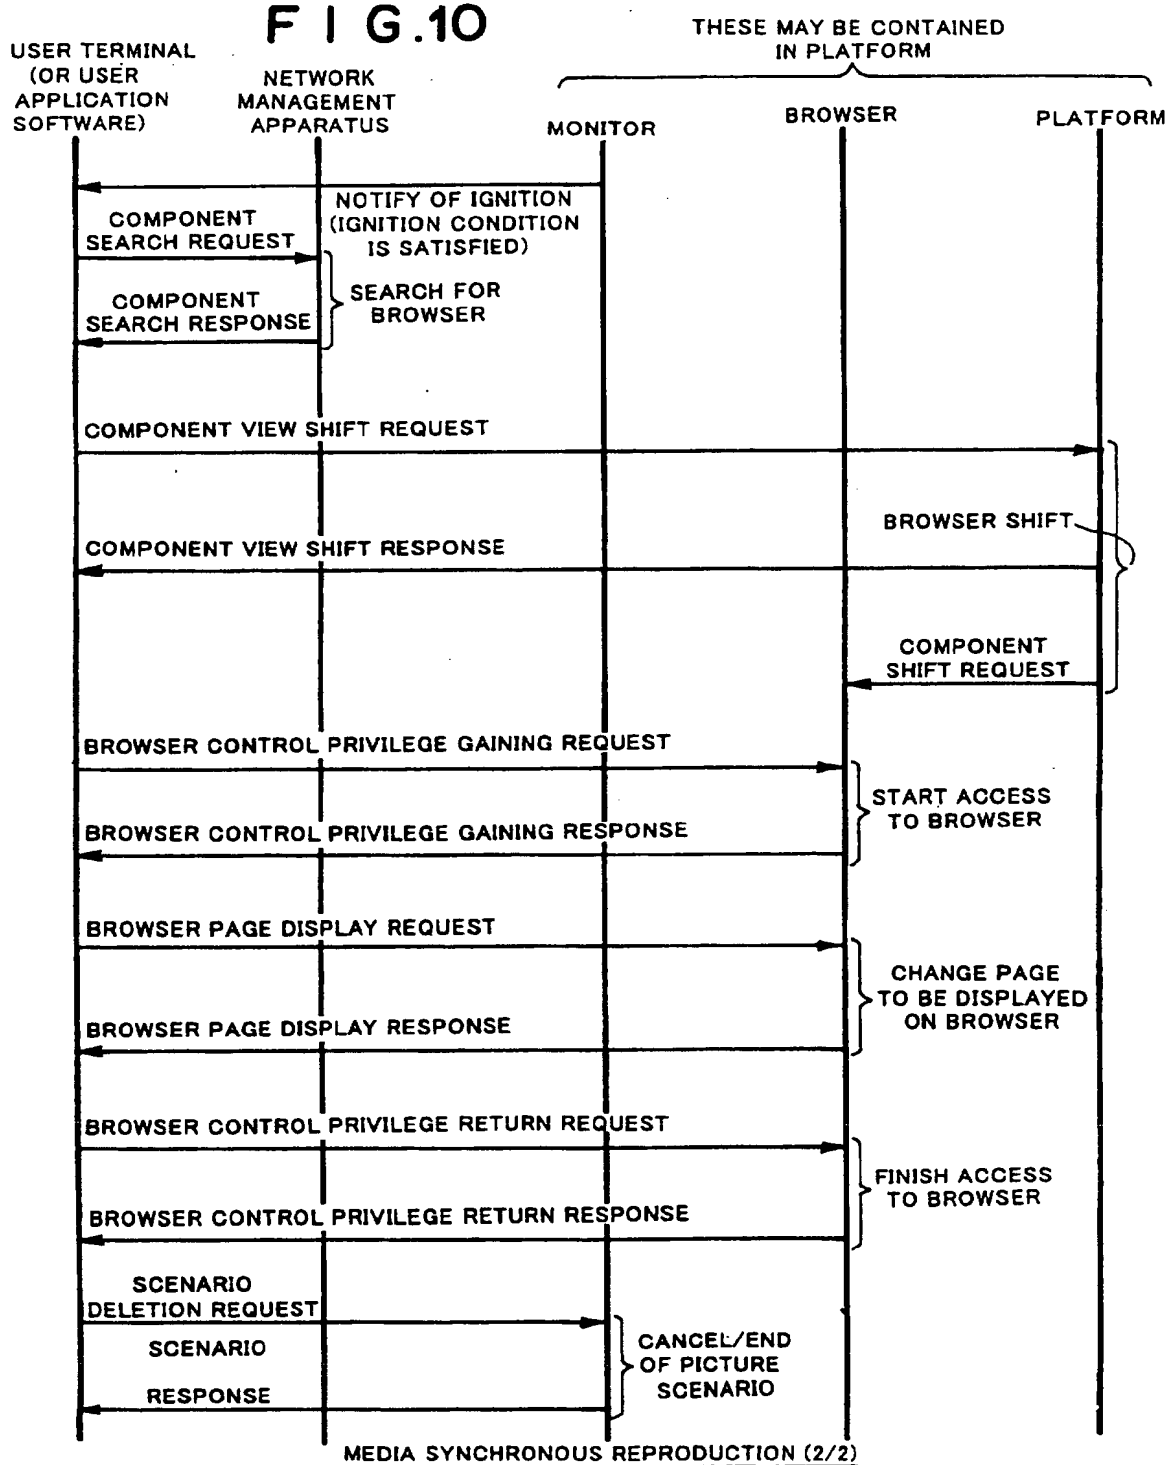 FIG.10
THESE MAY BE CONTAINED
IN PLATFORM
USER TERMINAL
(OR USER
APPLICATION
SOFTWARE)
NETWORK
MANAGEMENT
APPARATUS
MONITOR
BROWSER
PLATFORM
NOTIFY OF IGNITION
(IGNITION CONDITION
IS SATISFIED)
COMPONENT
SEARCH REQUEST
COMPONENT
SEARCH RESPONSE
SEARCH FOR
BROWSER
COMPONENT VIEW SHIFT REQUEST
BROWSER SHIFT
COMPONENT VIEW SHIFT RESPONSE
COMPONENT
SHIFT REQUEST
BROWSER CONTROL PRIVILEGE GAINING REQUEST
START ACCESS
TO BROWSER
BROWSER CONTROL PRIVILEGE GAINING RESPONSE
BROWSER PAGE DISPLAY REQUEST
CHANGE PAGE
TO BE DISPLAYED
ON BROWSER
BROWSER PAGE DISPLAY RESPONSE
BROWSER CONTROL PRIVILEGE RETURN REQUEST
FINISH ACCESS
TO BROWSER
BROWSER CONTROL PRIVILEGE RETURN RESPONSE
SCENARIO
DELETION REQUEST
SCENARIO
RESPONSE
CANCEL/END
OF PICTURE
SCENARIO
MEDIA SYNCHRONOUS REPRODUCTION (2/2)